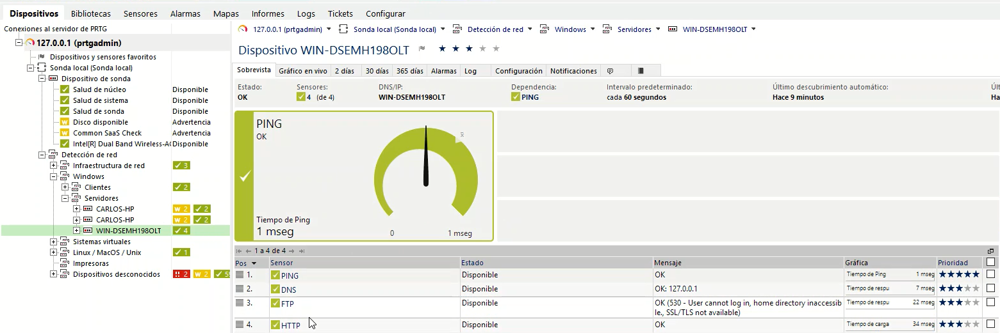 Dispositivos Bibliotecas Sensores Alarmas Mapas Informes Logs Tickets Configurar
Conexiones al servidor de PRTG
127.0.0.1 (prtgadmin)
Dispositivos y sensores favoritos
Sonda local (Sonda local)
Dispositivo de sonda
Salud de núcleo Disponible
Salud de sistema Disponible
Salud de sonda Disponible
W Disco disponible Advertencia
W Common SaaS Check Advertencia
Intel[R] Dual Band Wireless-A Disponible
Detección de red
Infraestructura de red 3
Windows
Clientes 2
Servidores
CARLOS-HP W 2 2
CARLOS-HP W 2 2
WIN-DSEMH198OLT 4
Sistemas virtuales
Linux / MacOS / Unix 1
Impresoras
Dispositivos desconocidos !! 2 W 2
127.0.0.1 (prtgadmin) Sonda local (Sonda local) Detección de red Windows Servidores WIN-DSEMH198OLT
Dispositivo WIN-DSEMH198OLT
Sobrevista Gráfico en vivo 2 días 30 días 365 días Alarmas Log Configuración Notificaciones
Estado: Sensores: DNS/IP: Dependencia: Intervalo predeterminado: Último descubrimiento automático: Últ
OK 4 (de 4) WIN-DSEMH198OLT PING cada 60 segundos Hace 9 minutos Ha
PING
OK
x
Tiempo de Ping
1 mseg
0 1 mseg
1 a 4 de 4
Pos Sensor Estado Mensaje Gráfica Prioridad
1. PING Disponible OK Tiempo de Ping 1 mseg
2. DNS Disponible OK: 127.0.0.1 Tiempo de respu 7 mseg
3. FTP Disponible OK (530 - User cannot log in, home directory inaccessib Tiempo de respu 22 mseg
le., SSL/TLS not available)
4. HTTP Disponible OK Tiempo de carga 34 mseg